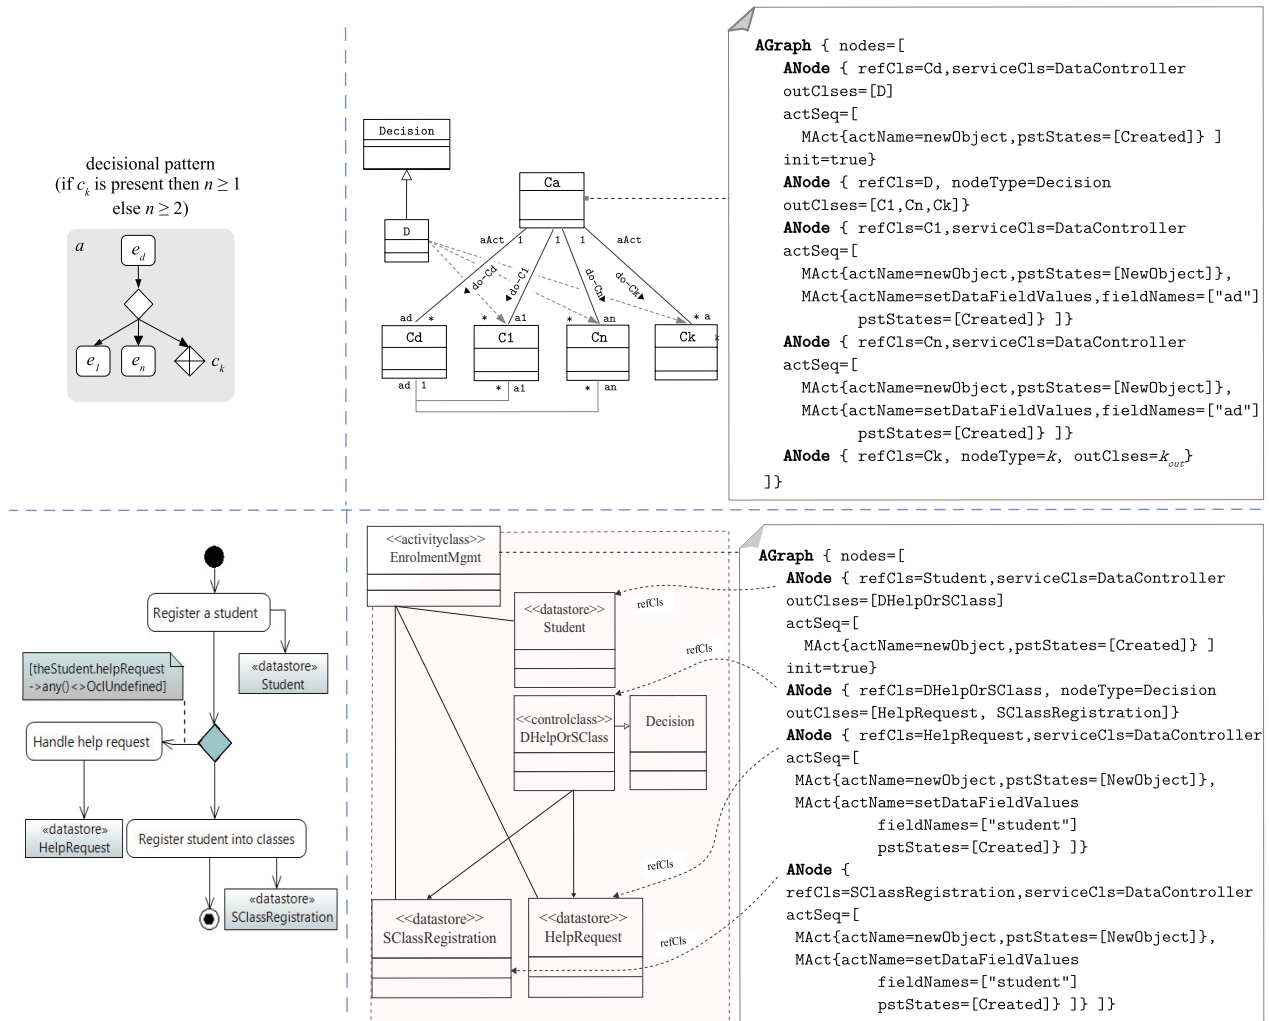 decisional pattern
(if ck is present then n ≥ 1
else n ≥ 2)
a
ed
e1
en
ck
Decision
D
Ca
aAct 1 1 1 aAct
do-Cd
do-C1
do-Cn
do-Ck
ad *
* a1
* an
* a
k
Cd
C1
Cn
Ck
ad 1
* a1
* an
AGraph { nodes=[
ANode { refCls=Cd,serviceCls=DataController
outClses=[D]
actSeq=[
MAct{actName=newObject,pstStates=[Created]} ]
init=true}
ANode { refCls=D, nodeType=Decision
outClses=[C1,Cn,Ck]}
ANode { refCls=C1,serviceCls=DataController
actSeq=[
MAct{actName=newObject,pstStates=[NewObject]},
MAct{actName=setDataFieldValues,fieldNames=["ad"]
pstStates=[Created]} ]}
ANode { refCls=Cn,serviceCls=DataController
actSeq=[
MAct{actName=newObject,pstStates=[NewObject]},
MAct{actName=setDataFieldValues,fieldNames=["ad"]
pstStates=[Created]} ]}
ANode { refCls=Ck, nodeType=k, outClses=kout}
]}
Register a student
«datastore»
Student
[theStudent.helpRequest
->any()<>OclUndefined]
Handle help request
«datastore»
HelpRequest
Register student into classes
«datastore»
SClassRegistration
<<activityclass>>
EnrolmentMgmt
<<datastore>>
Student
<<controlclass>>
DHelpOrSClass
Decision
<<datastore>>
SClassRegistration
<<datastore>>
HelpRequest
refCls
refCls
refCls
refCls
AGraph { nodes=[
ANode { refCls=Student,serviceCls=DataController
outClses=[DHelpOrSClass]
actSeq=[
MAct{actName=newObject,pstStates=[Created]} ]
init=true}
ANode { refCls=DHelpOrSClass, nodeType=Decision
outClses=[HelpRequest, SClassRegistration]}
ANode { refCls=HelpRequest,serviceCls=DataController
actSeq=[
MAct{actName=newObject,pstStates=[NewObject]},
MAct{actName=setDataFieldValues
fieldNames=["student"]
pstStates=[Created]} ]}
ANode {
refCls=SClassRegistration,serviceCls=DataController
actSeq=[
MAct{actName=newObject,pstStates=[NewObject]},
MAct{actName=setDataFieldValues
fieldNames=["student"]
pstStates=[Created]} ]} ]}